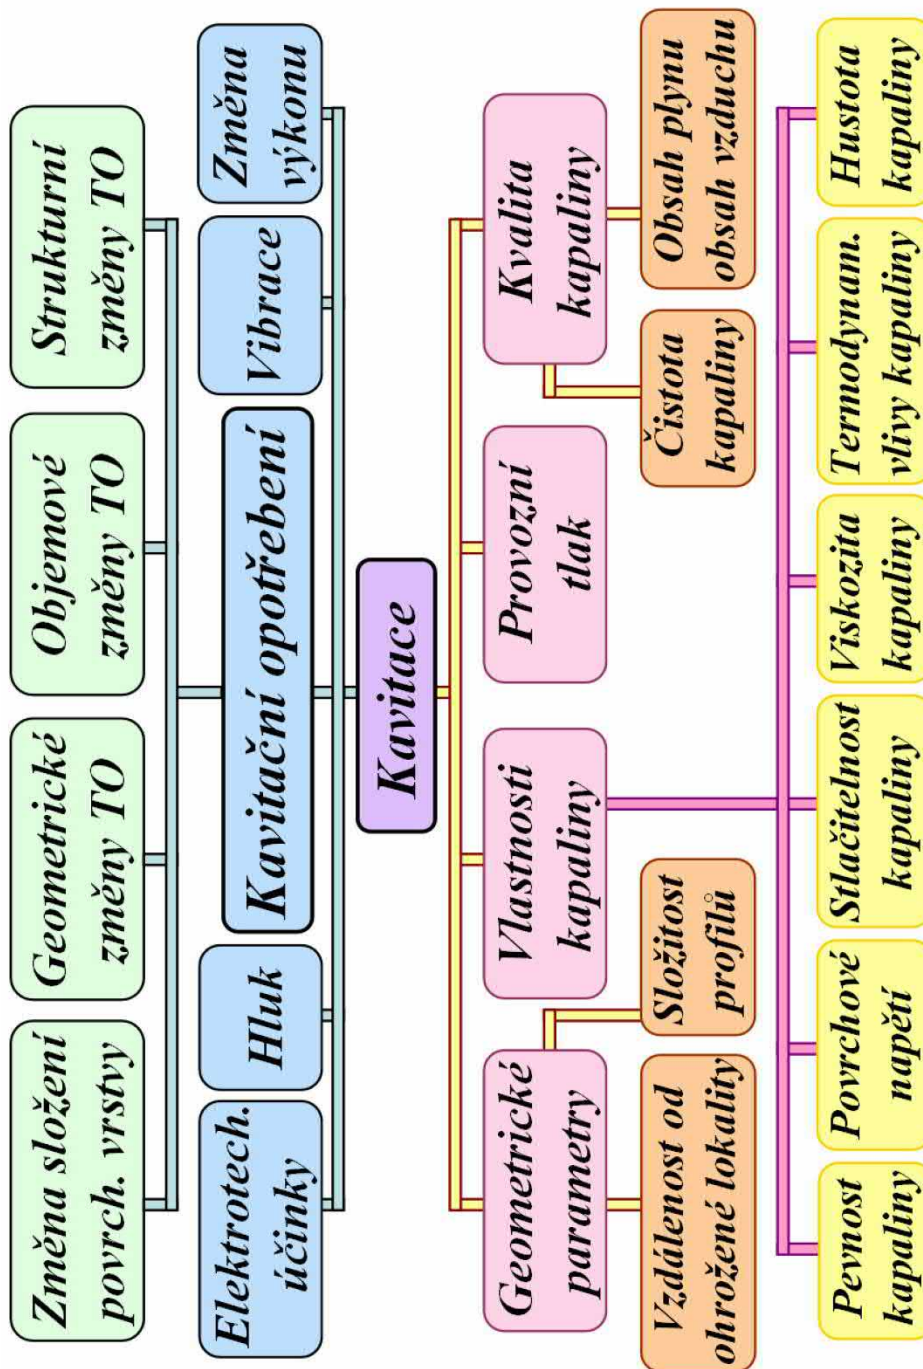 Změna složení
povrch. vrstvy
Geometrické
změny TO
Objemové
změny TO
Strukturní
změny TO
Elektrotech.
účinky
Hluk
Kavitační opotřebení
Vibrace
Změna
výkonu
Kavitace
Geometrické
parametry
Vlastnosti
kapaliny
Provozní
tlak
Kvalita
kapaliny
Vzdálenost od
ohrožené lokality
Složitost
profilů
Čistota
kapaliny
Obsah plynu
obsah vzduchu
Pevnost
kapaliny
Povrchové
napětí
Stlačitelnost
kapaliny
Viskozita
kapaliny
Termodynam.
vlivy kapaliny
Hustota
kapaliny